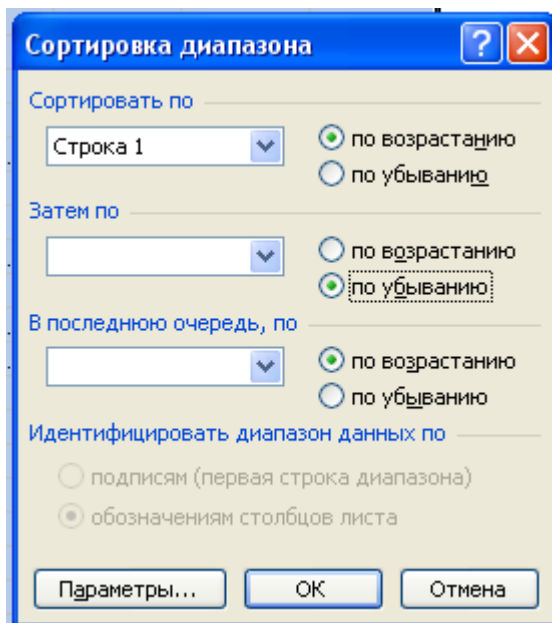 Сортировка диапазона
Сортировать по
Строка 1
по возрастанию
по убыванию
Затем по
по возрастанию
по убыванию
В последнюю очередь, по
по возрастанию
по убыванию
Идентифицировать диапазон данных по
подписям (первая строка диапазона)
обозначениям столбцов листа
Параметры... ОК Отмена